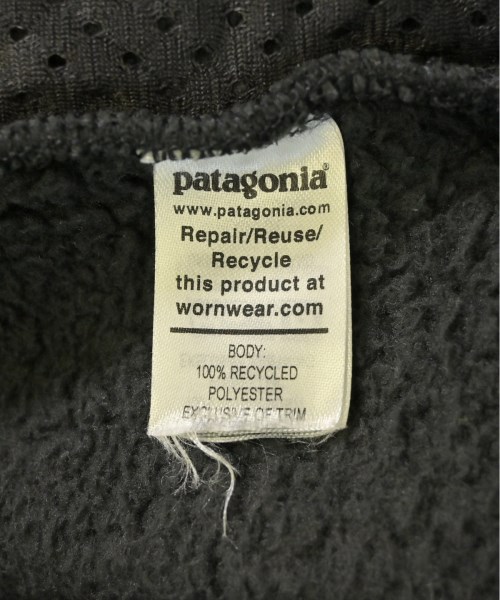 patagonia®
www.patagonia.com
Repair/Reuse/
Recycle
this product at
wornwear.com
BODY:
100% RECYCLED
POLYESTER
EXCLUSIVE OF TRIM